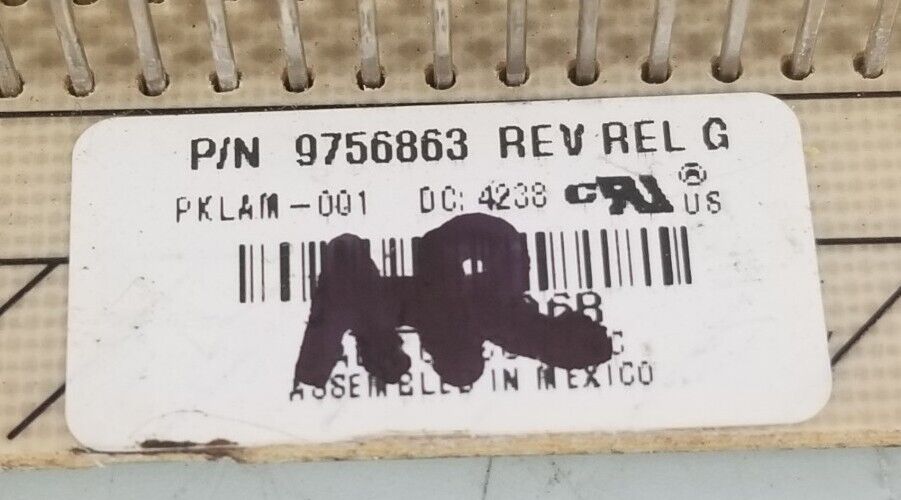 P/N 9756863 REV REL G
PKLAM-001 DC: 4238 US
ASSEMBLED IN MEXICO